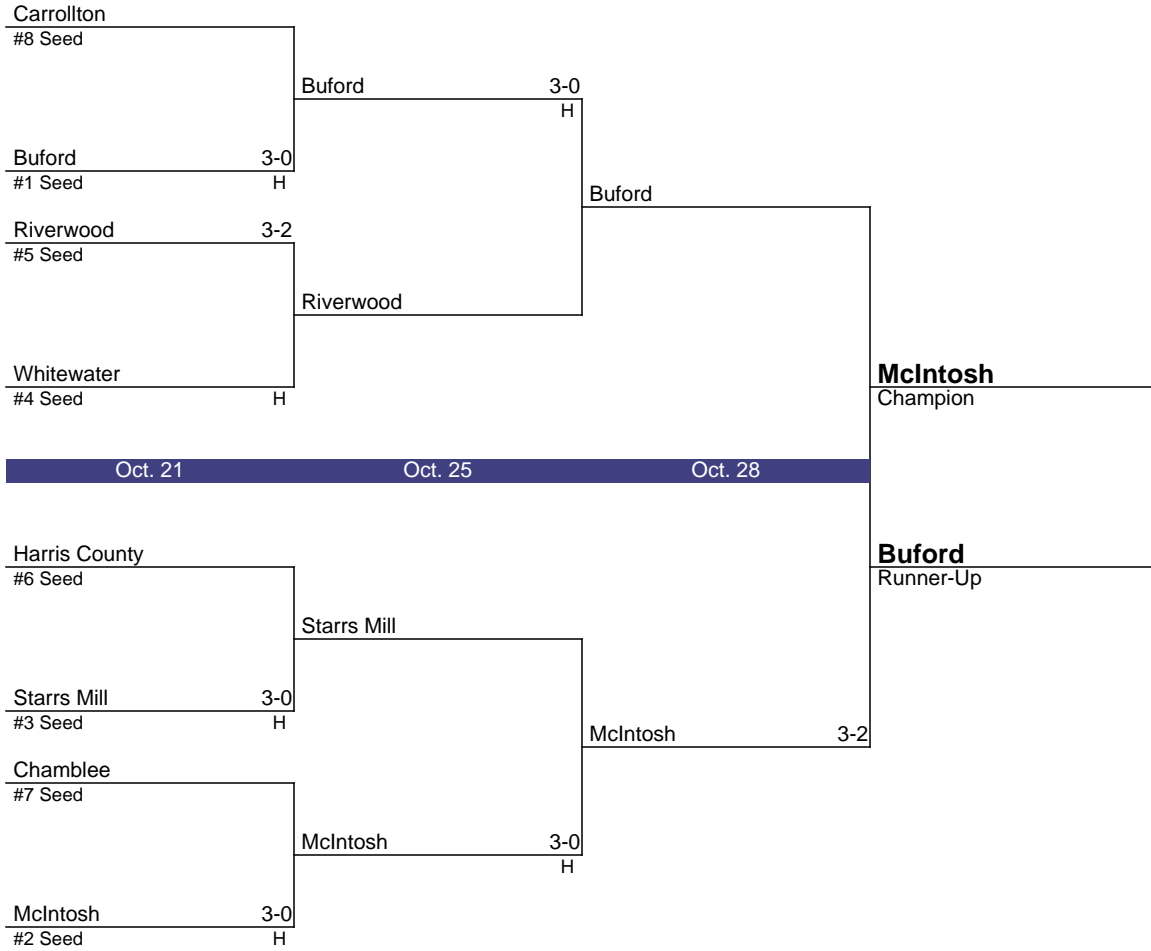 Carrollton
#8 Seed
Buford 3-0
H
Buford 3-0
#1 Seed H
Buford
Riverwood 3-2
#5 Seed
Riverwood
Whitewater
#4 Seed H
McIntosh
Champion
Oct. 21 Oct. 25 Oct. 28
Harris County
#6 Seed
Buford
Runner-Up
Starrs Mill
Starrs Mill 3-0
#3 Seed H
McIntosh 3-2
Chamblee
#7 Seed
McIntosh 3-0
H
McIntosh 3-0
#2 Seed H